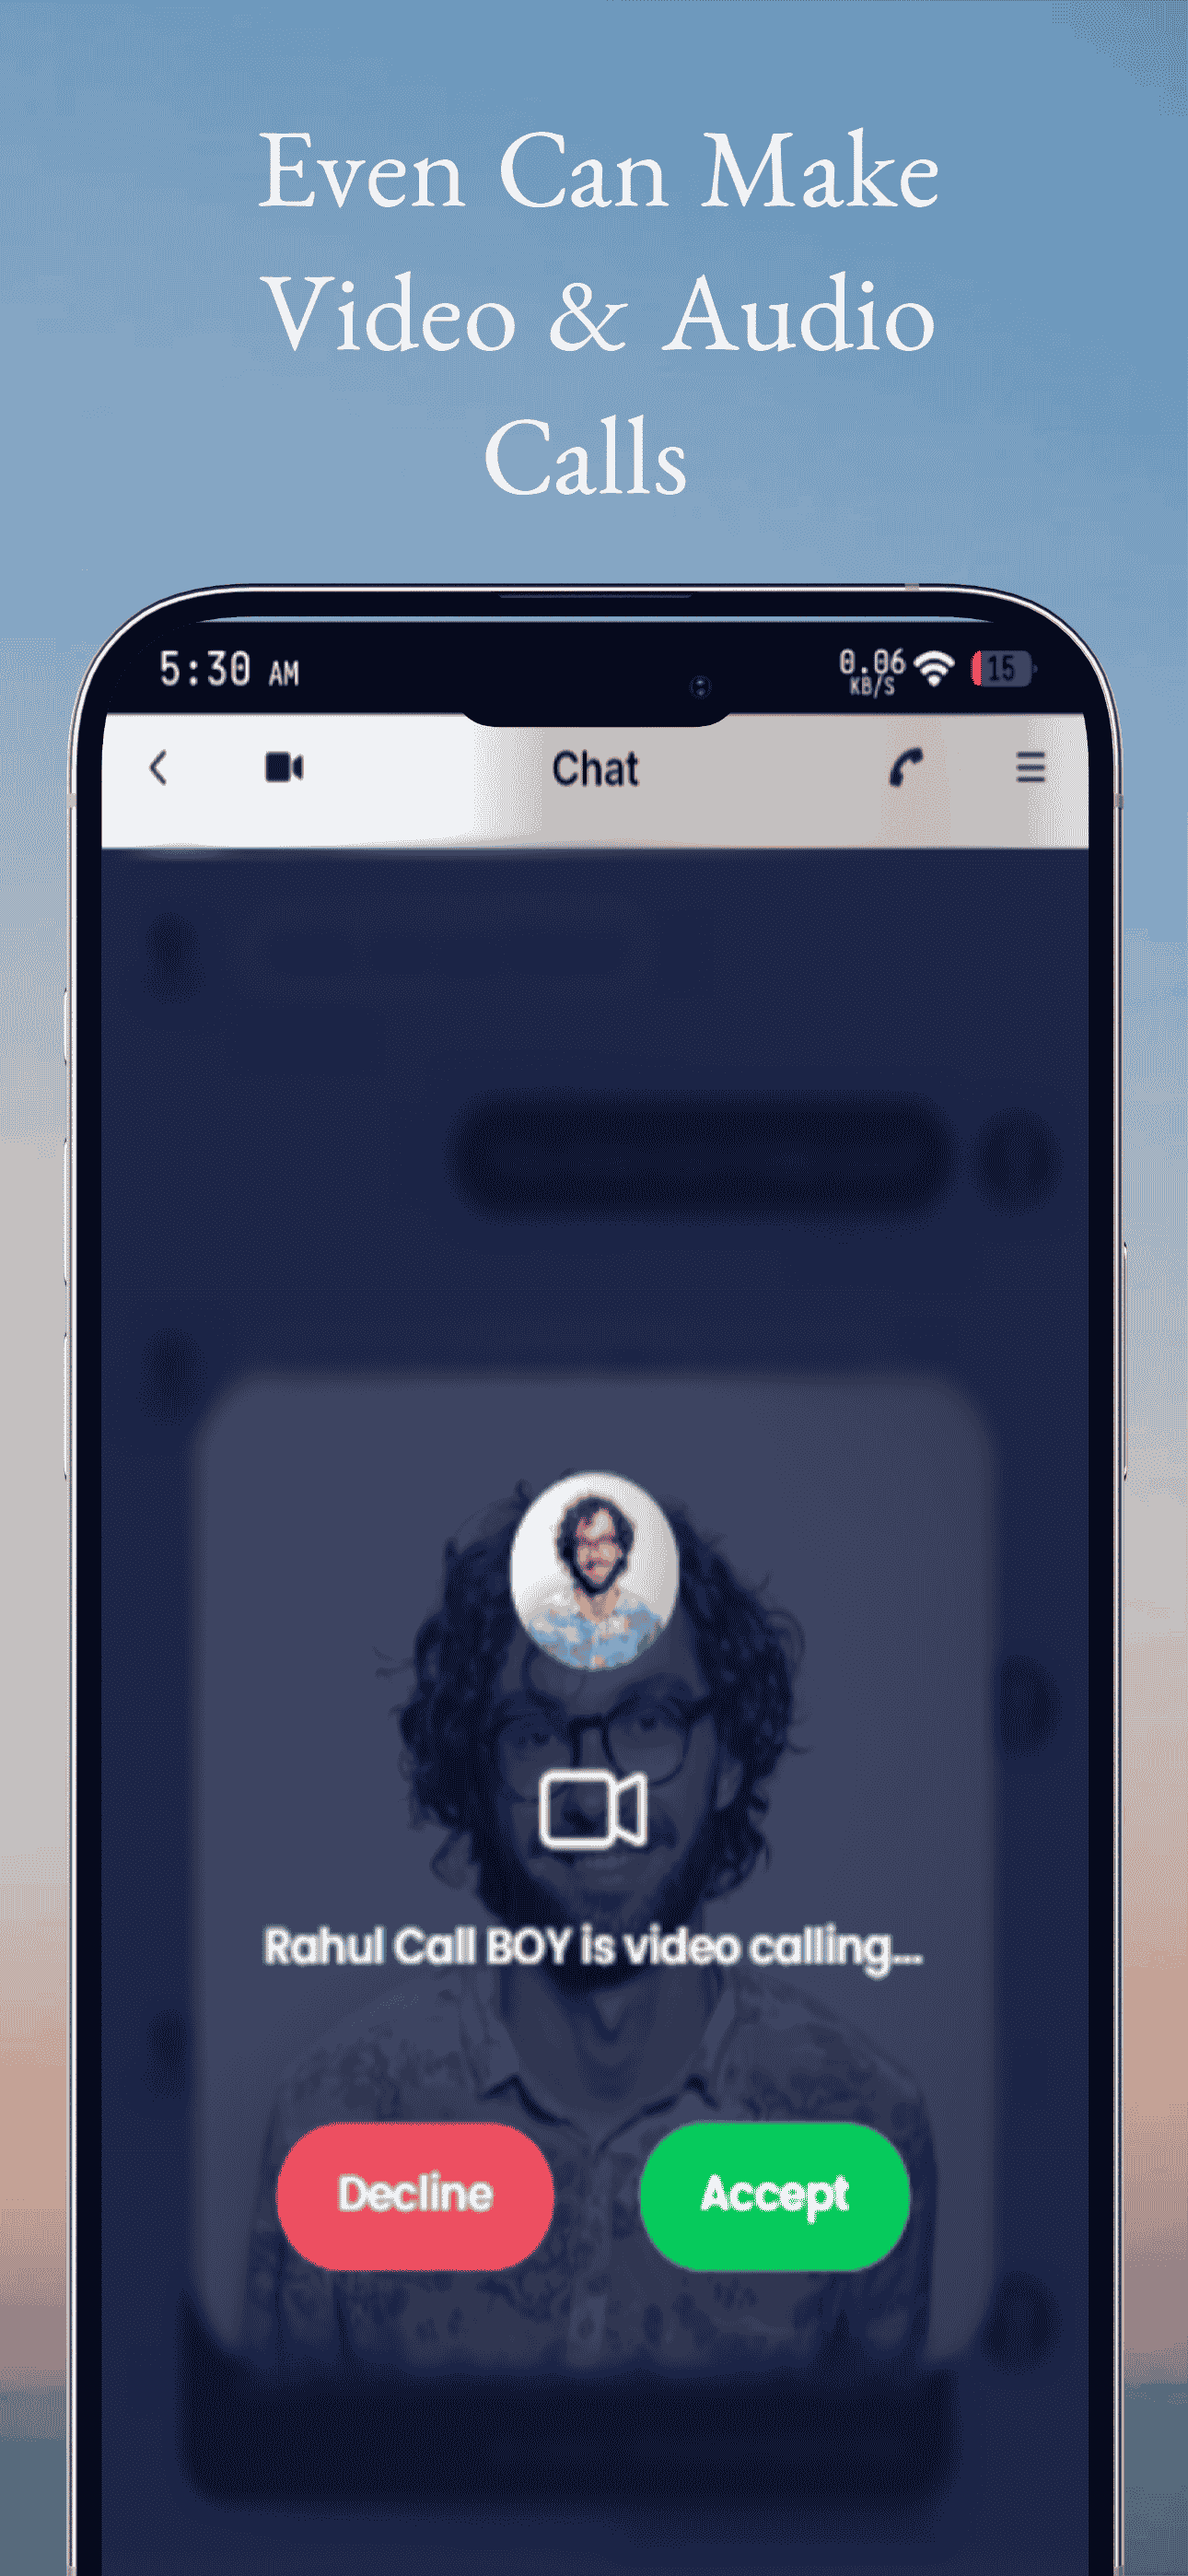 Even Can Make
Video & Audio
Calls
5:30 AM
0.06
KB/S
15
Chat
Rahul Call BOY is video calling...
Decline
Accept